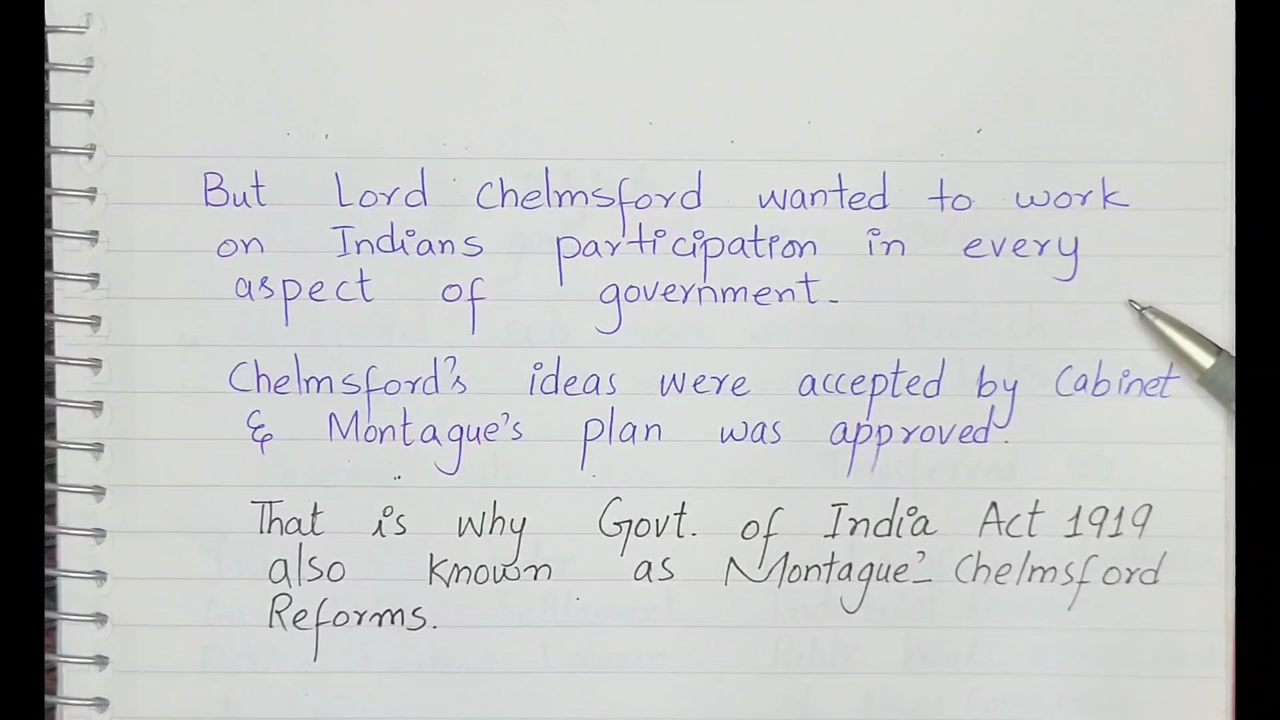 But Lord Chelmsford wanted to work
on Indians participation in every
aspect of government.
Chelmsford's ideas were accepted by Cabinet
& Montague's plan was approved.
That is why Govt. of India Act 1919
also known as Montague-Chelmsford
Reforms.